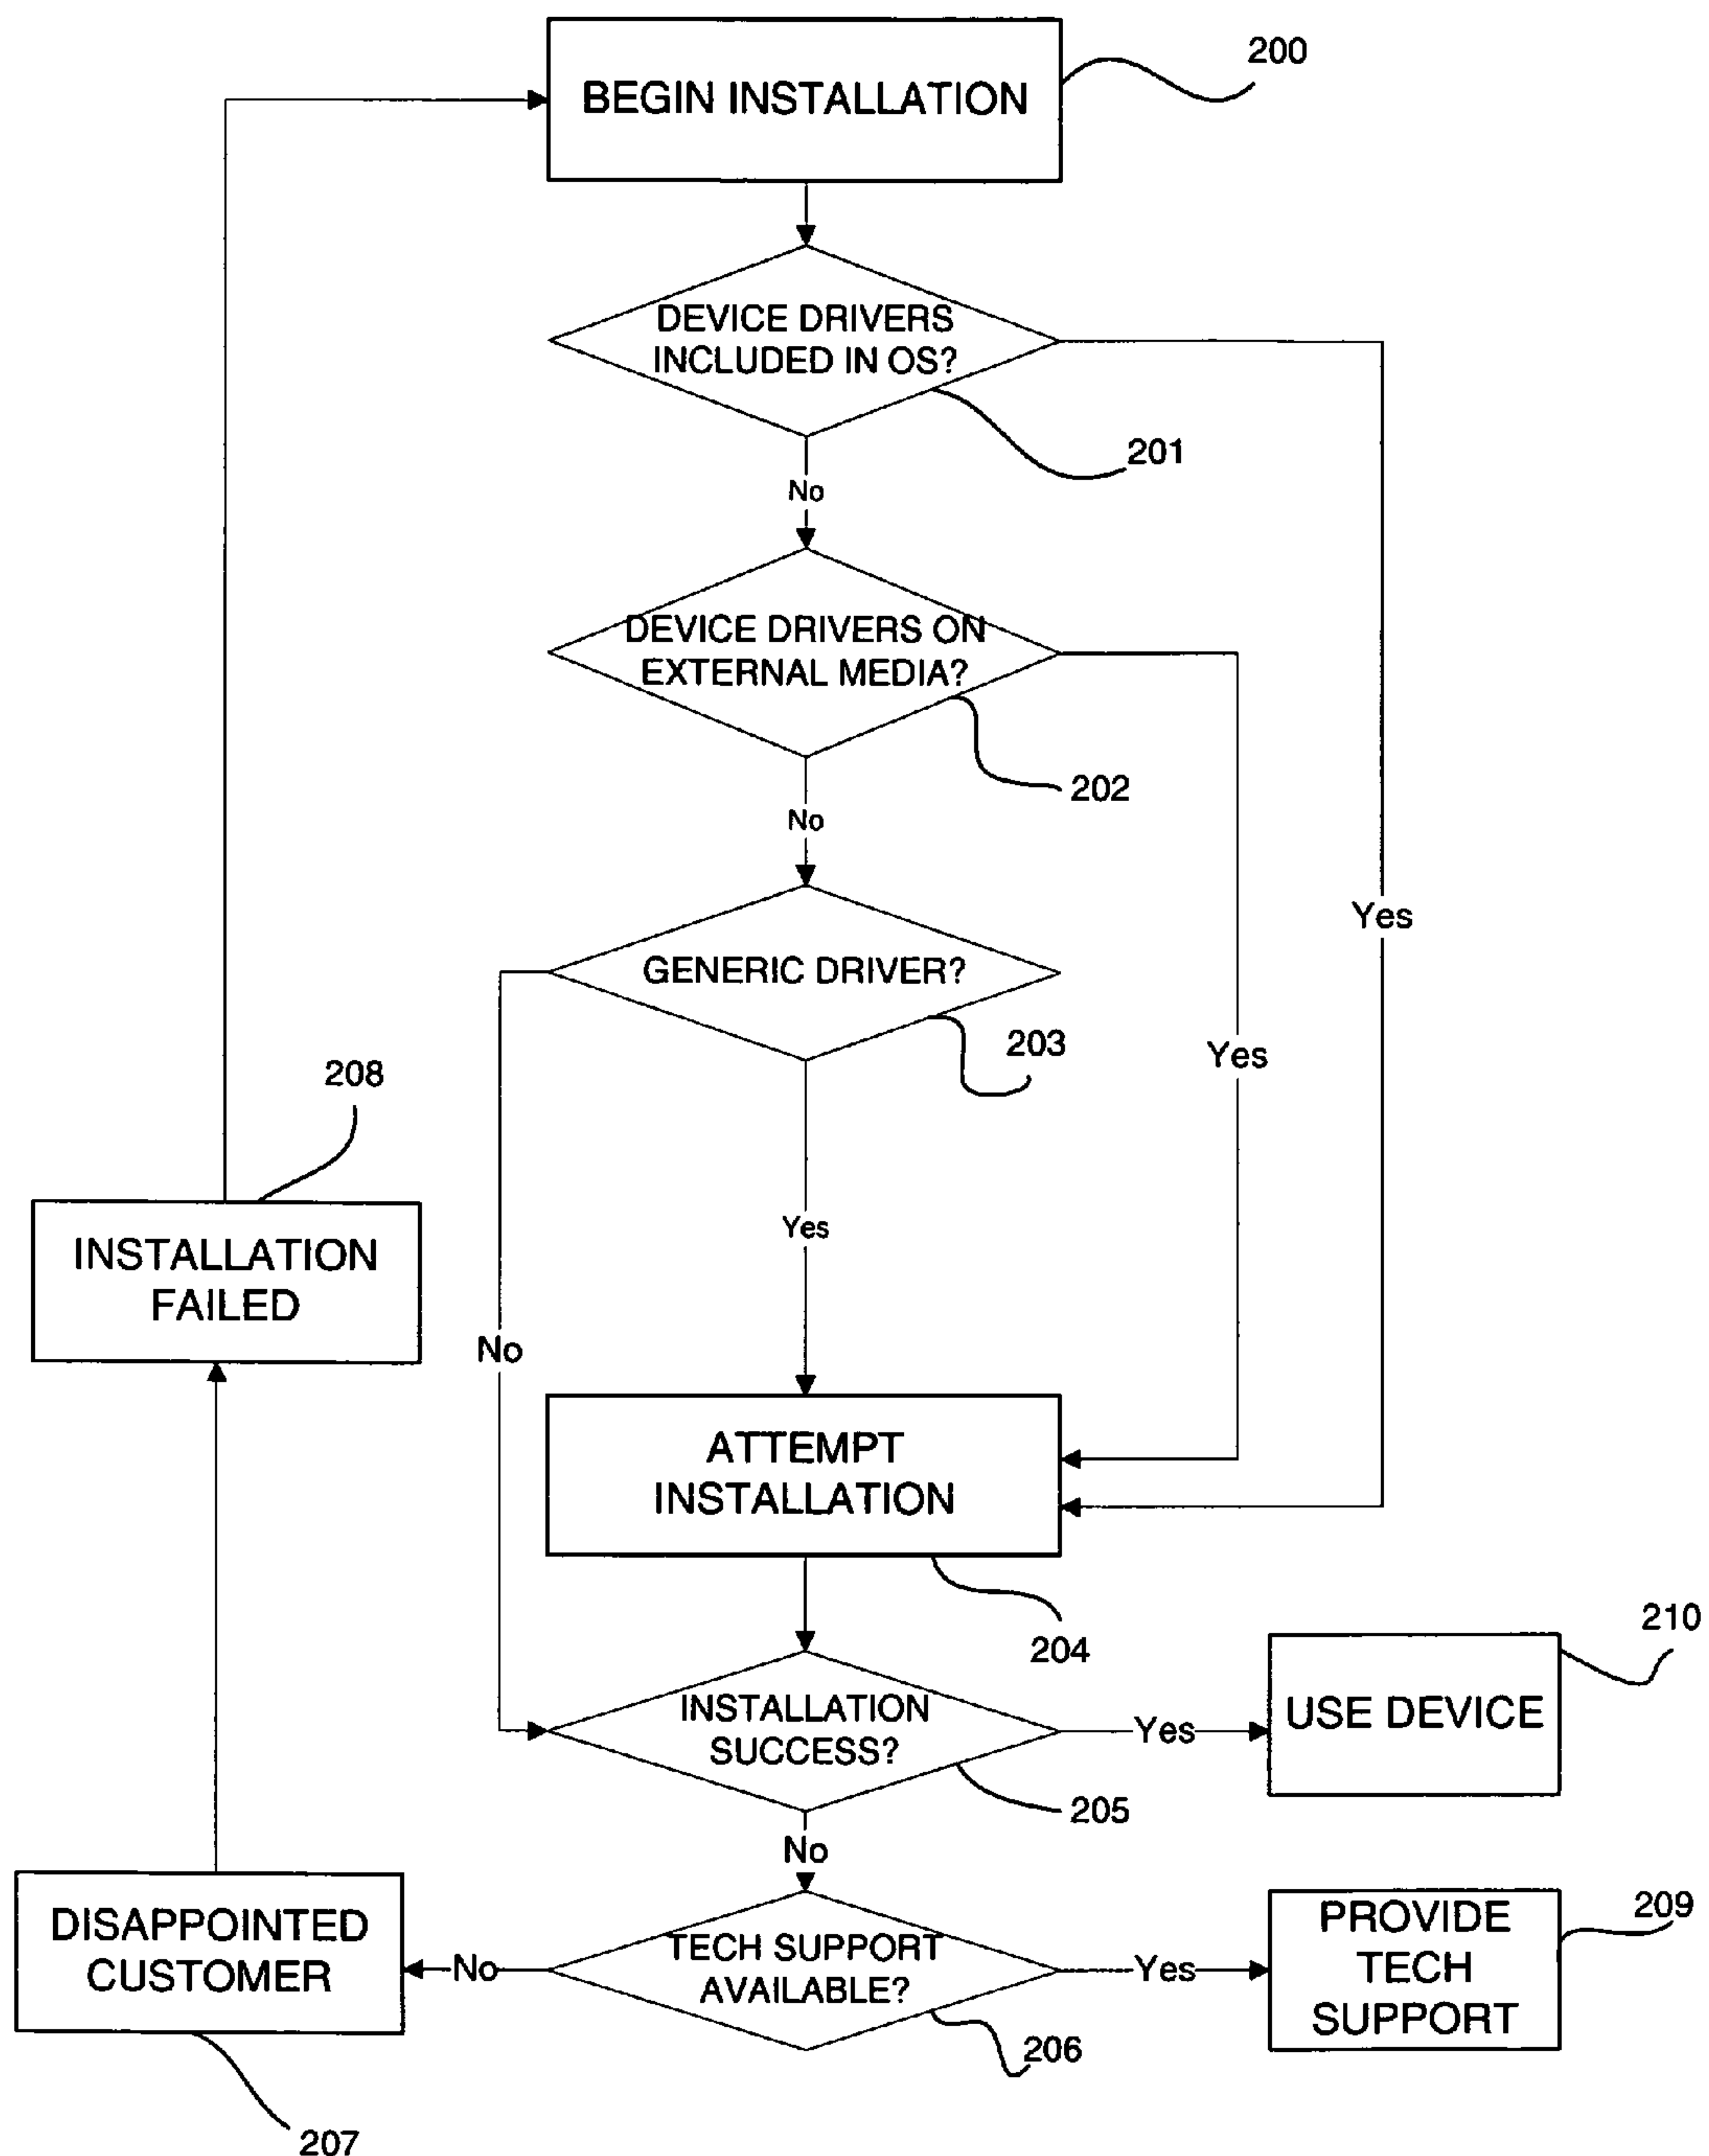 200
BEGIN INSTALLATION
DEVICE DRIVERS
INCLUDED IN OS?
201
No
DEVICE DRIVERS ON
EXTERNAL MEDIA?
202
No
Yes
GENERIC DRIVER?
203
Yes
208
Yes
INSTALLATION
FAILED
No
ATTEMPT
INSTALLATION
204
210
INSTALLATION
SUCCESS?
Yes
USE DEVICE
205
No
DISAPPOINTED
CUSTOMER
No
TECH SUPPORT
AVAILABLE?
Yes
PROVIDE
TECH
SUPPORT
209
206
207